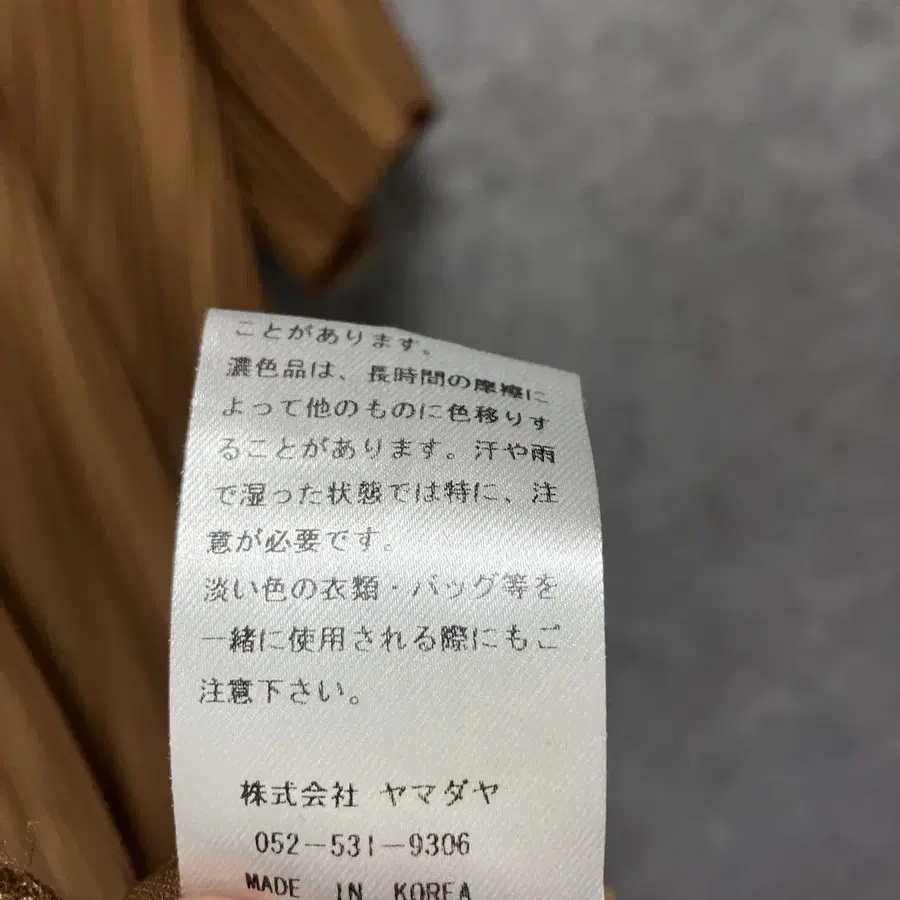 ことがあります。
濃色品は、長時間の摩擦に
よって他のものに色移りす
ることがあります。汗や雨
で湿った状態では特に、注
意が必要です。
淡い色の衣類・バッグ等を
一緒に使用される際にもご
注意下さい。
株式会社 ヤマダヤ
052-531-9306
MADE IN KOREA